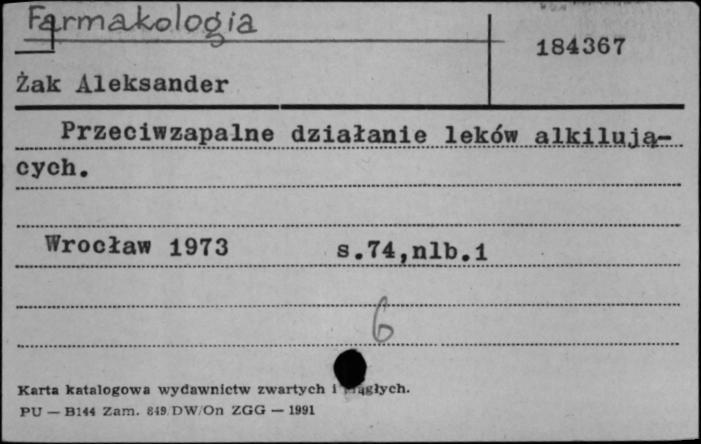 Farmakologia
184367
Żak Aleksander
Przeciwzapalne działanie leków alkilują-
cych.
Wrocław 1973 s.74,nlb.1
6
Karta katalogowa wydawnictw zwartych i
PU — B144 Zam. 849/DW/On ZGG — 1991